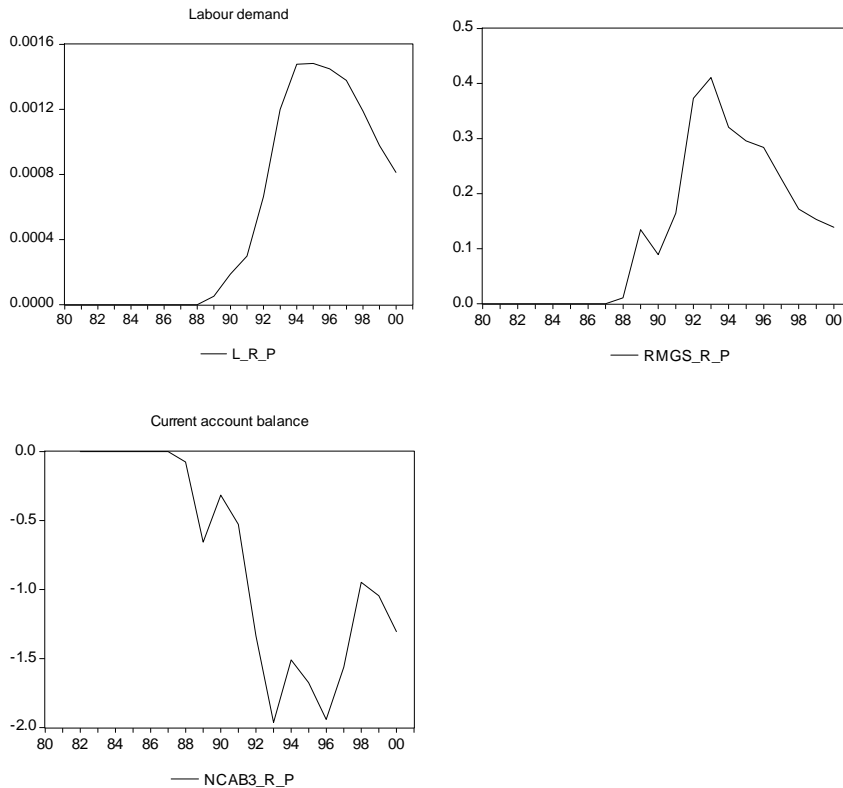 Labour demand
0.0016
0.0012
0.0008
0.0004
0.0000
80 82 84 86 88 90 92 94 96 98 00
L_R_P
0.5
0.4
0.3
0.2
0.1
0.0
80 82 84 86 88 90 92 94 96 98 00
RMGS_R_P
Current account balance
0.0
-0.5
-1.0
-1.5
-2.0
80 82 84 86 88 90 92 94 96 98 00
NCAB3_R_P